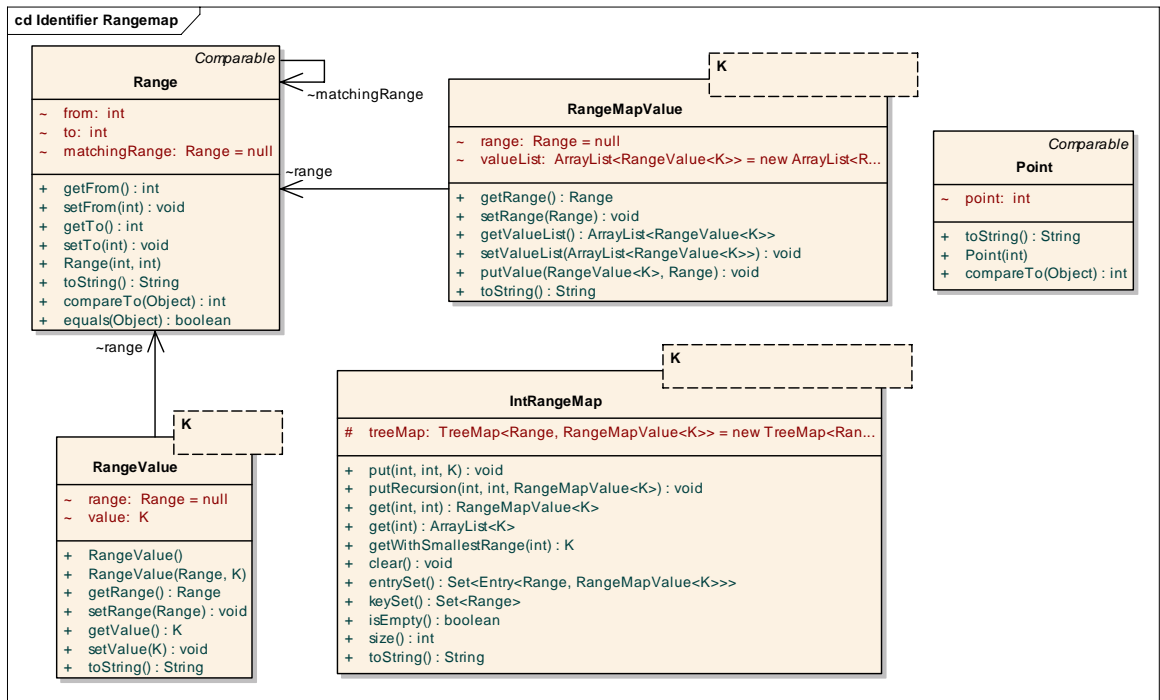 cd Identifier Rangemap
Comparable
Range
~ from: int
~ to: int
~ matchingRange: Range = null
+ getFrom() : int
+ setFrom(int) : void
+ getTo() : int
+ setTo(int) : void
+ Range(int, int)
+ toString() : String
+ compareTo(Object) : int
+ equals(Object) : boolean
~matchingRange
~range
K
RangeMapValue
~ range: Range = null
~ valueList: ArrayList<RangeValue<K>> = new ArrayList<R...
+ getRange() : Range
+ setRange(Range) : void
+ getValueList() : ArrayList<RangeValue<K>>
+ setValueList(ArrayList<RangeValue<K>>) : void
+ putValue(RangeValue<K>, Range) : void
+ toString() : String
Comparable
Point
~ point: int
+ toString() : String
+ Point(int)
+ compareTo(Object) : int
~range
K
RangeValue
~ range: Range = null
~ value: K
+ RangeValue()
+ RangeValue(Range, K)
+ getRange() : Range
+ setRange(Range) : void
+ getValue() : K
+ setValue(K) : void
+ toString() : String
K
IntRangeMap
# treeMap: TreeMap<Range, RangeMapValue<K>> = new TreeMap<Ran...
+ put(int, int, K) : void
+ putRecursion(int, int, RangeMapValue<K>) : void
+ get(int, int) : RangeMapValue<K>
+ get(int) : ArrayList<K>
+ getWithSmallestRange(int) : K
+ clear() : void
+ entrySet() : Set<Entry<Range, RangeMapValue<K>>>
+ keySet() : Set<Range>
+ isEmpty() : boolean
+ size() : int
+ toString() : String